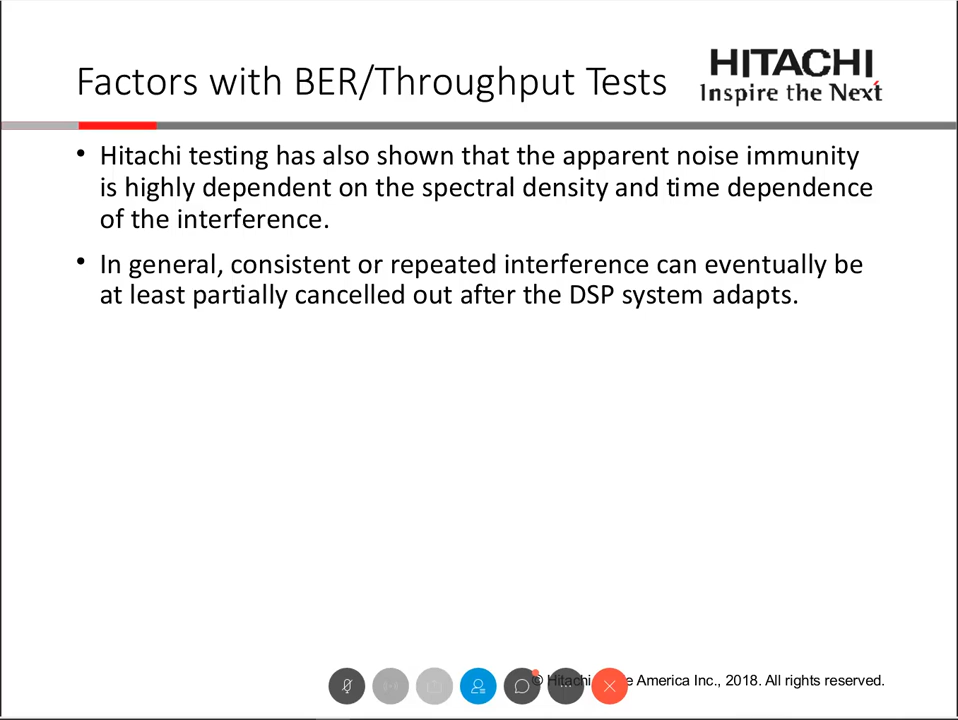 Factors with BER/Throughput Tests
HITACHI
Inspire the Next
• Hitachi testing has also shown that the apparent noise immunity
is highly dependent on the spectral density and time dependence
of the interference.
• In general, consistent or repeated interference can eventually be
at least partially cancelled out after the DSP system adapts.
© Hitachi America Inc., 2018. All rights reserved.